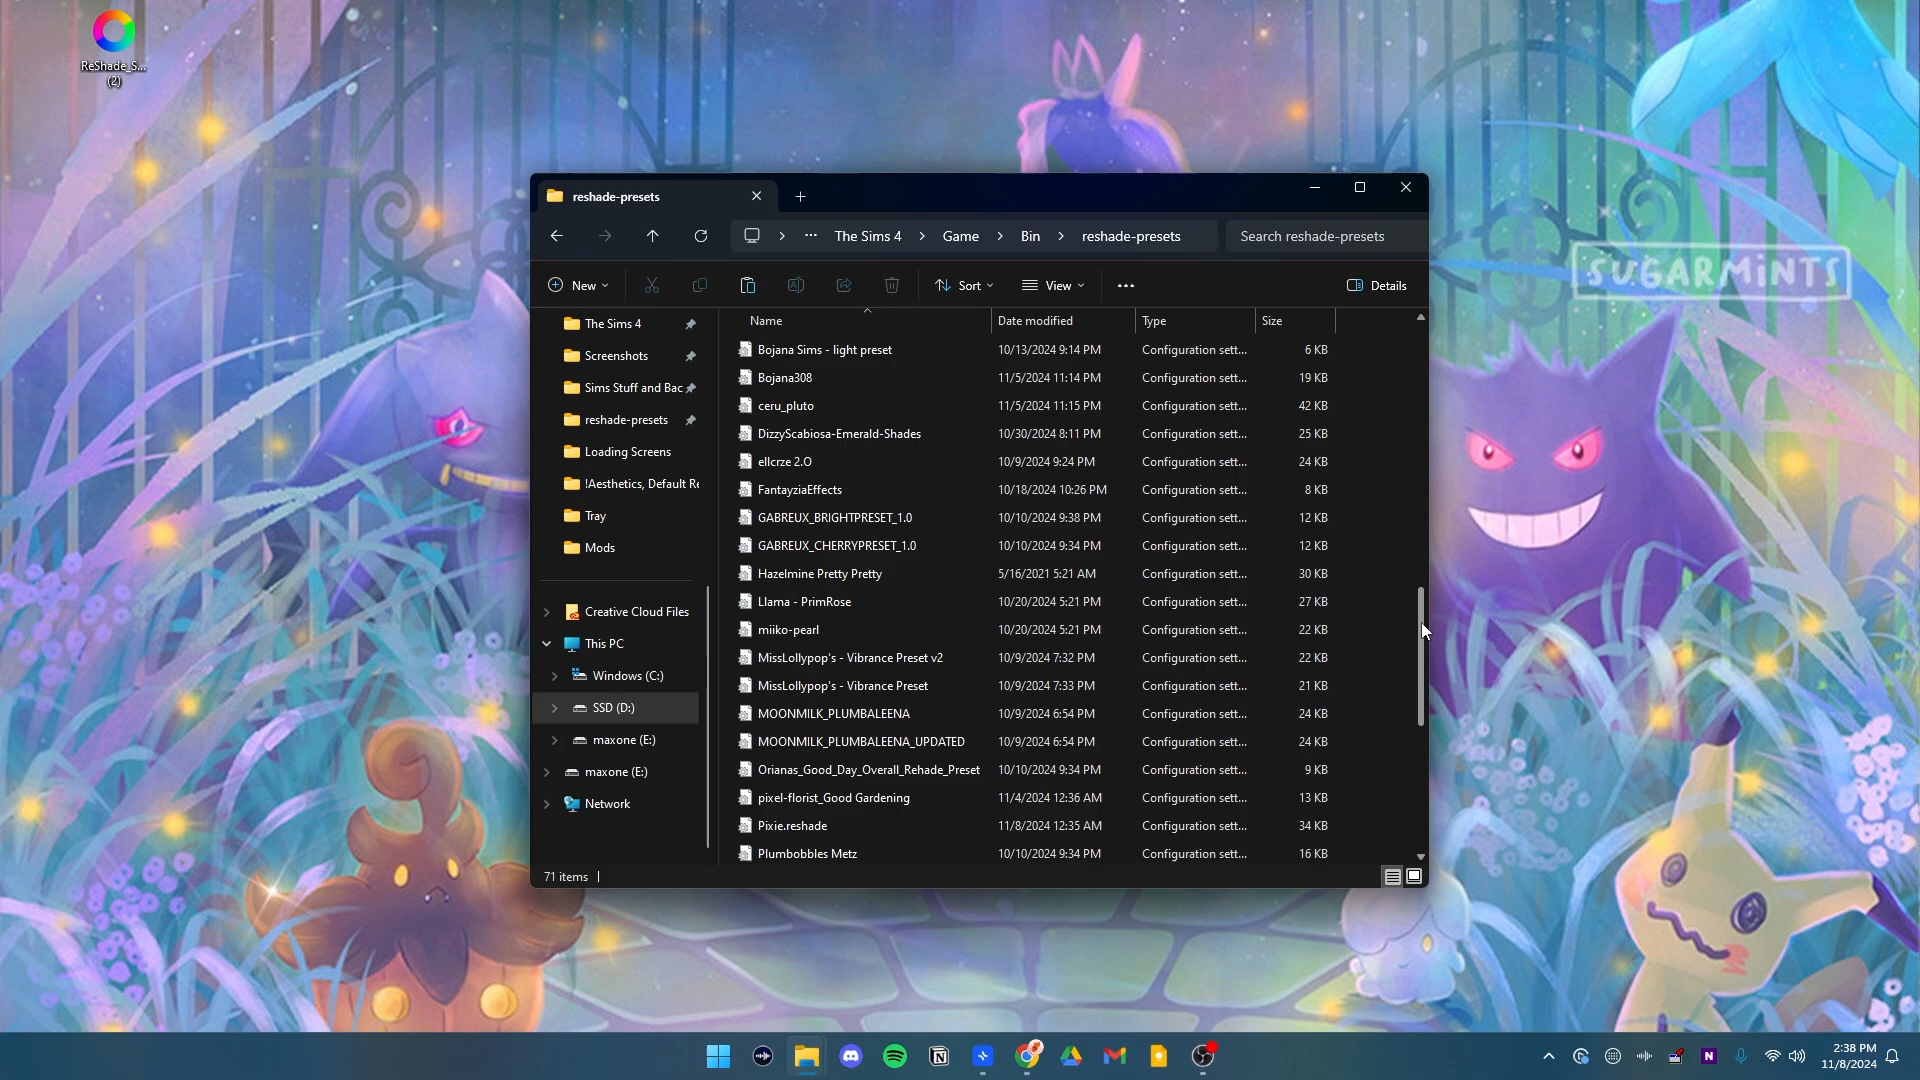 ReShade_S...
(2)
SUGARMINTS
reshade-presets
The Sims 4
Game
Bin
reshade-presets
Search reshade-presets
New
Sort
View
Details
The Sims 4
Screenshots
Sims Stuff and Bac
reshade-presets
Loading Screens
!Aesthetics, Default Re
Tray
Mods
Creative Cloud Files
This PC
Windows (C:)
SSD (D:)
maxone (E:)
maxone (E:)
Network
Name Date modified Type Size
Bojana Sims - light preset 10/13/2024 9:14 PM Configuration sett... 6 KB
Bojana308 11/5/2024 11:14 PM Configuration sett... 19 KB
ceru_pluto 11/5/2024 11:15 PM Configuration sett... 42 KB
DizzyScabiosa-Emerald-Shades 10/30/2024 8:11 PM Configuration sett... 25 KB
ellcrze 2.O 10/9/2024 9:24 PM Configuration sett... 24 KB
FantayziaEffects 10/18/2024 10:26 PM Configuration sett... 8 KB
GABREUX_BRIGHTPRESET_1.0 10/10/2024 9:38 PM Configuration sett... 12 KB
GABREUX_CHERRYPRESET_1.0 10/10/2024 9:34 PM Configuration sett... 12 KB
Hazelmine Pretty Pretty 5/16/2021 5:21 AM Configuration sett... 30 KB
Llama - PrimRose 10/20/2024 5:21 PM Configuration sett... 27 KB
miiko-pearl 10/20/2024 5:21 PM Configuration sett... 22 KB
MissLollypop's - Vibrance Preset v2 10/9/2024 7:32 PM Configuration sett... 22 KB
MissLollypop's - Vibrance Preset 10/9/2024 7:33 PM Configuration sett... 21 KB
MOONMILK_PLUMBALEENA 10/9/2024 6:54 PM Configuration sett... 24 KB
MOONMILK_PLUMBALEENA_UPDATED 10/9/2024 6:54 PM Configuration sett... 24 KB
Orianas_Good_Day_Overall_Rehade_Preset 10/10/2024 9:34 PM Configuration sett... 9 KB
pixel-florist_Good Gardening 11/4/2024 12:36 AM Configuration sett... 13 KB
Pixie.reshade 11/8/2024 12:35 AM Configuration sett... 34 KB
Plumbobbles Metz 10/10/2024 9:34 PM Configuration sett... 16 KB
71 items
2:38 PM
11/8/2024